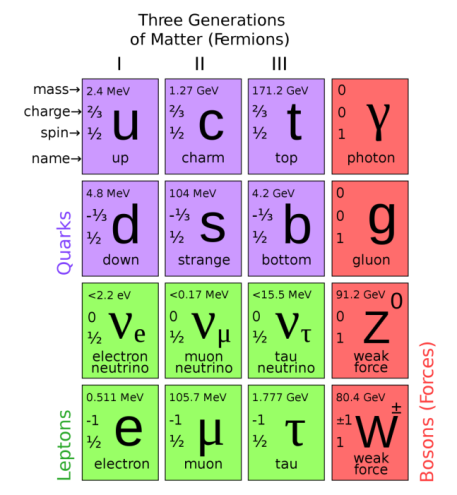 Three Generations
of Matter (Fermions)
I II III
mass→
charge→
spin→
name→
2.4 MeV
⅔
½
u
up
1.27 GeV
⅔
½
c
charm
171.2 GeV
⅔
½
t
top
0
0
1
γ
photon
Quarks
4.8 MeV
-⅓
½
d
down
104 MeV
-⅓
½
s
strange
4.2 GeV
-⅓
½
b
bottom
0
0
1
g
gluon
<2.2 eV
0
½
νe
electron
neutrino
<0.17 MeV
0
½
νμ
muon
neutrino
<15.5 MeV
0
½
ντ
tau
neutrino
91.2 GeV
0
1
Z0
weak
force
Leptons
0.511 MeV
-1
½
e
electron
105.7 MeV
-1
½
μ
muon
1.777 GeV
-1
½
τ
tau
80.4 GeV
±1
1
W±
weak
force
Bosons (Forces)